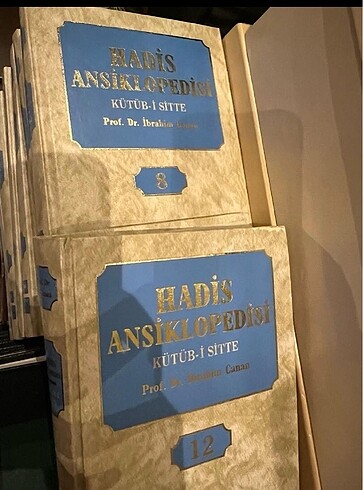 HADİS
ANSİKLOPEDİSİ
KÜTÜB-İ SİTTE
Prof. Dr. İbrahim Canan
8
HADİS
ANSİKLOPEDİSİ
KÜTÜB-İ SİTTE
Prof. Dr. İbrahim Canan
12